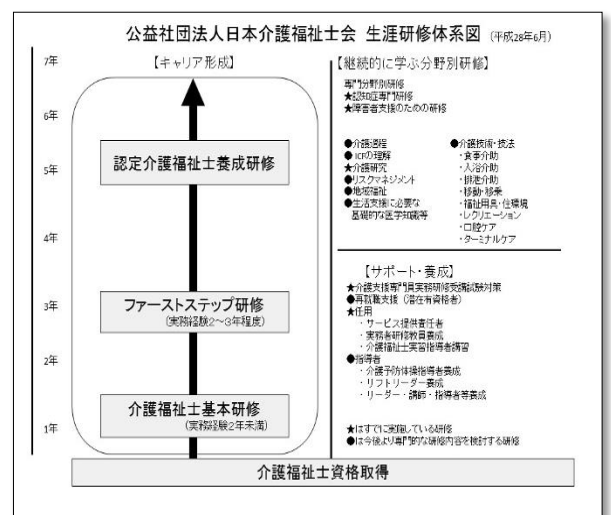 公益社団法人日本介護福祉士会 生涯研修体系図 (平成28年6月)
7年
6年
5年
4年
3年
2年
1年
【キャリア形成】
認定介護福祉士養成研修
ファーストステップ研修
(実務経験2～3年程度)
介護福祉士基本研修
(実務経験2年未満)
介護福祉士資格取得
【継続的に学ぶ分野別研修】
専門分野別研修
★認知症専門研修
★障害者支援のための研修
●介護過程
●ICFの理解
★介護研究
●リスクマネジメント
●地域福祉
●生活支援に必要な
基礎的な医学知識等
●介護技術・技法
・食事介助
・入浴介助
・排泄介助
・移動・移乗
・福祉用具・住環境
・レクリエーション
・口腔ケア
・ターミナルケア
【サポート・養成】
★介護支援専門員実務研修受講試験対策
●再就職支援（潜在有資格者）
★任用
・サービス提供責任者
・実務者研修教員養成
・介護福祉士実習指導者講習
●指導者
・介護予防体操指導者養成
・リフトリーダー養成
・リーダー・講師・指導者等養成
★はすでに実施している研修
●は今後より専門的な研修内容を検討する研修